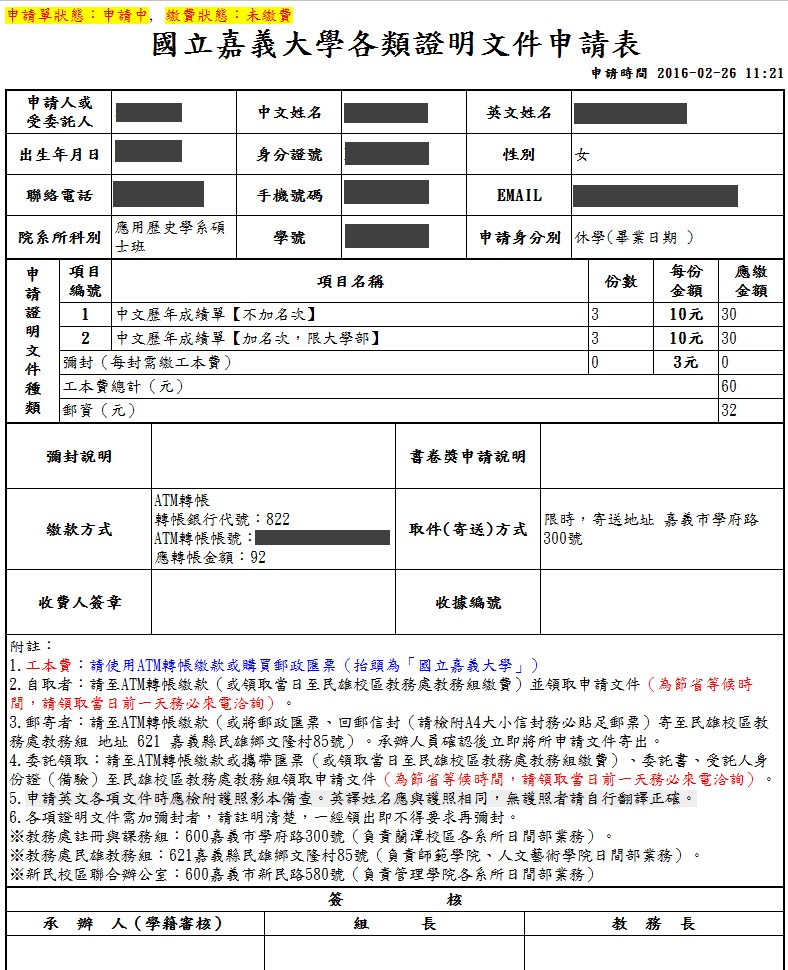 申請單狀態：申請中, 繳費狀態：未繳費
國立嘉義大學各類證明文件申請表
申請時間 2016-02-26 11:21
申請人或
受委託人
中文姓名
英文姓名
出生年月日
身分證號
性別
女
聯絡電話
手機號碼
EMAIL
院系所科別
應用歷史學系碩
士班
學號
申請身分別
休學(畢業日期 )
申請證明文件種類
項目
編號
項目名稱
份數
每份
金額
應繳
金額
1 中文歷年成績單【不加名次】 3 10元 30
2 中文歷年成績單【加名次，限大學部】 3 10元 30
彌封（每封需繳工本費） 0 3元 0
工本費總計（元） 60
郵資（元） 32
彌封說明
書卷獎申請說明
繳款方式
ATM轉帳
轉帳銀行代號：822
ATM轉帳帳號：
應轉帳金額：92
取件(寄送)方式
限時，寄送地址 嘉義市學府路
300號
收費人簽章
收據編號
附註：
1.工本費：請使用ATM轉帳繳款或購買郵政匯票（抬頭為「國立嘉義大學」）
2.自取者：請至ATM轉帳繳款（或領取當日至民雄校區教務處教務組繳費）並領取申請文件（為節省等候時
間，請領取當日前一天務必來電洽詢）。
3.郵寄者：請至ATM轉帳繳款（或將郵政匯票、回郵信封（請檢附A4大小信封務必貼足郵票）寄至民雄校區教
務處教務組 地址 621 嘉義縣民雄鄉文隆村85號）。承辦人員確認後立即將所申請文件寄出。
4.委託領取：請至ATM轉帳繳款或攜帶匯票（或領取當日至民雄校區教務處教務組繳費）、委託書、受託人身
份證（備驗）至民雄校區教務處教務組領取申請文件（為節省等候時間，請領取當日前一天務必來電洽詢）。
5.申請英文各項文件時應檢附護照影本備查。英譯姓名應與護照相同，無護照者請自行翻譯正確。
6.各項證明文件需加彌封者，請註明清楚，一經領出即不得要求再彌封。
※教務處註冊與課務組：600嘉義市學府路300號（負責蘭潭校區各系所日間部業務）。
※教務處民雄教務組：621嘉義縣民雄鄉文隆村85號（負責師範學院、人文藝術學院日間部業務）。
※新民校區聯合辦公室：600嘉義市新民路580號（負責管理學院各系所日間部業務）
簽 核
承 辦 人（學籍審核） 組 長 教 務 長